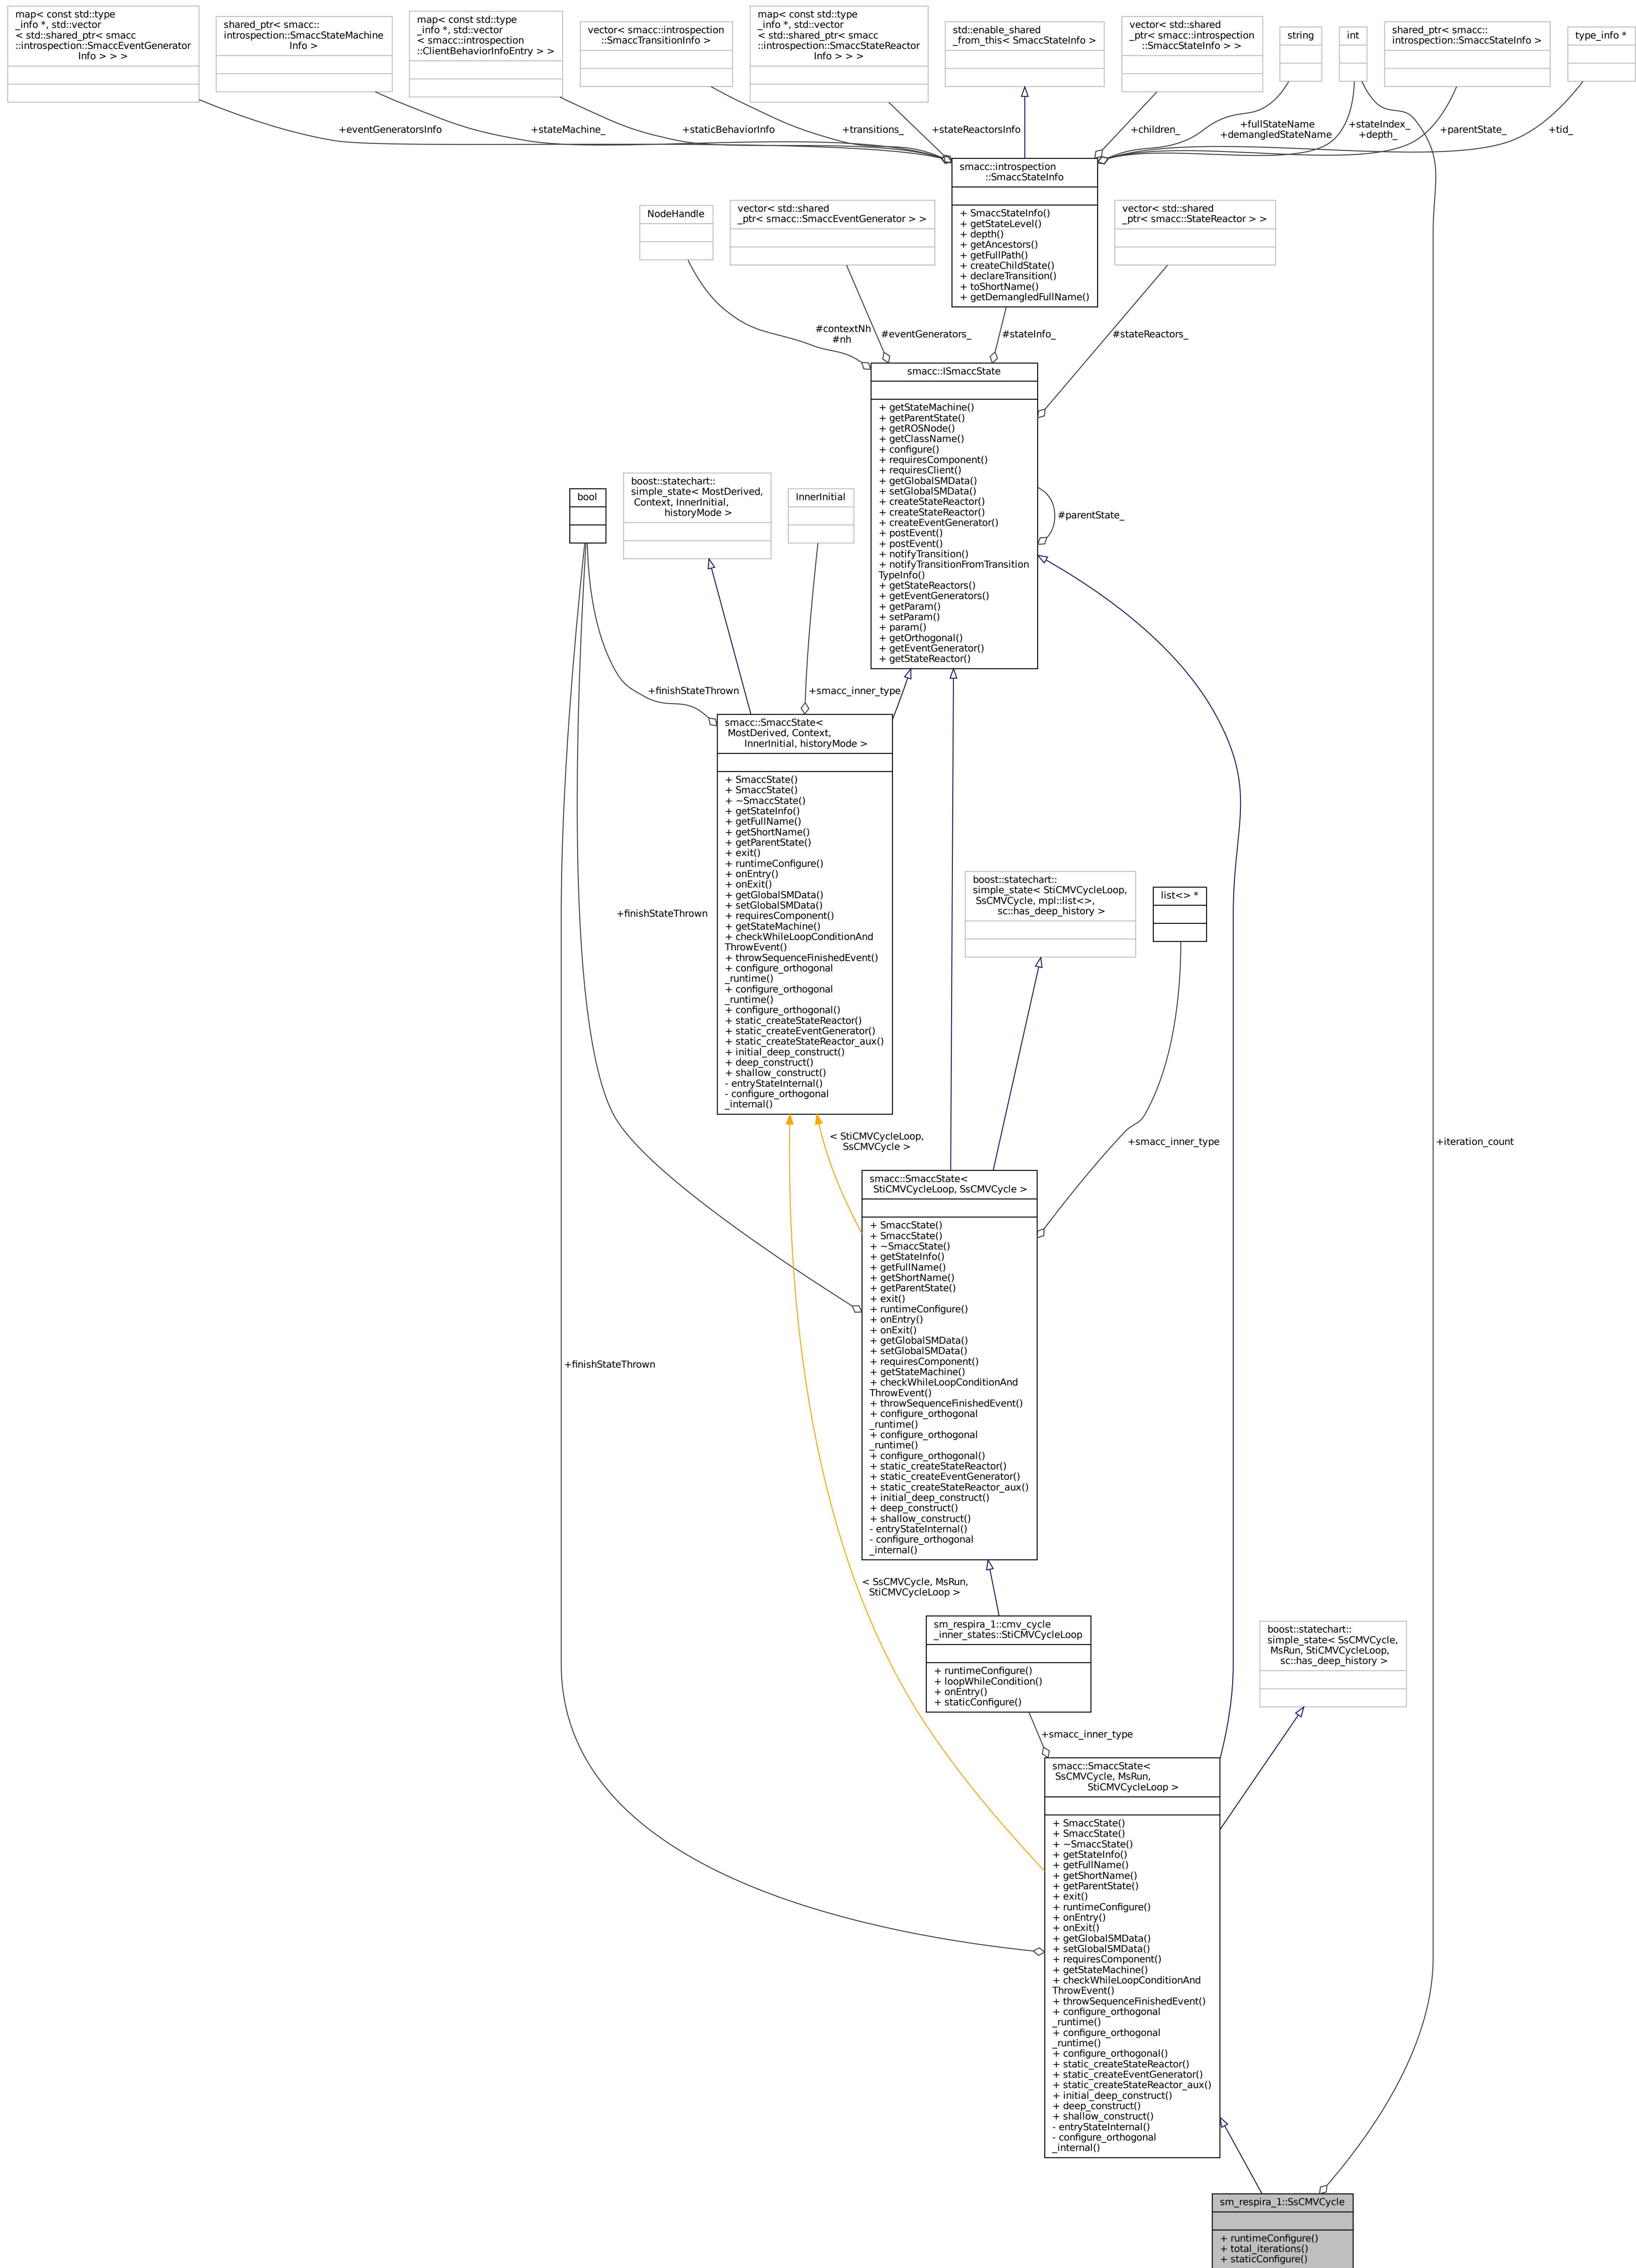 map< const std::type
_info *, std::vector
< std::shared_ptr< smacc
::introspection::SmaccEventGenerator
Info > > >
shared_ptr< smacc::
introspection::SmaccStateMachine
Info >
map< const std::type
_info *, std::vector
< smacc::introspection
::ClientBehaviorInfoEntry > >
vector< smacc::introspection
::SmaccTransitionInfo >
map< const std::type
_info *, std::vector
< std::shared_ptr< smacc
::introspection::SmaccStateReactor
Info > > >
std::enable_shared
_from_this< SmaccStateInfo >
vector< std::shared
_ptr< smacc::introspection
::SmaccStateInfo > >
string
int
shared_ptr< smacc::
introspection::SmaccStateInfo >
type_info *
+eventGeneratorsInfo
+stateMachine_
+staticBehaviorInfo
+transitions_
+stateReactorsInfo
+children_
+fullStateName
+demangledStateName_
+stateIndex_
+depth_
+parentState_
+tid_
smacc::introspection
::SmaccStateInfo
+ SmaccStateInfo()
+ getStateLevel()
+ depth()
+ getAncestors()
+ getFullPath()
+ createChildState()
+ declareTransition()
+ toShortName()
+ getDemangledFullName()
NodeHandle
vector< std::shared
_ptr< smacc::SmaccEventGenerator > >
vector< std::shared
_ptr< smacc::StateReactor > >
#contextNh
#nh
#eventGenerators_
#stateInfo_
#stateReactors_
smacc::ISmaccState
+ getStateMachine()
+ getParentState()
+ getROSNode()
+ getClassName()
+ configure()
+ requiresComponent()
+ requiresClient()
+ getGlobalSMData()
+ setGlobalSMData()
+ createStateReactor()
+ createStateReactor()
+ createEventGenerator()
+ postEvent()
+ postEvent()
+ notifyTransition()
+ notifyTransitionFromTransition
TypeInfo()
+ getStateReactors()
+ getEventGenerators()
+ getParam()
+ setParam()
+ param()
+ getOrthogonal()
+ getEventGenerator()
+ getStateReactor()
#parentState_
bool
boost::statechart::
simple_state< MostDerived,
Context, InnerInitial,
historyMode >
InnerInitial
+finishStateThrown
+smacc_inner_type
smacc::SmaccState<
MostDerived, Context,
InnerInitial, historyMode >
+ SmaccState()
+ SmaccState()
+ ~SmaccState()
+ getStateInfo()
+ getFullName()
+ getShortName()
+ getParentState()
+ exit()
+ runtimeConfigure()
+ onEntry()
+ onExit()
+ getGlobalSMData()
+ setGlobalSMData()
+ requiresComponent()
+ getStateMachine()
+ checkWhileLoopConditionAnd
ThrowEvent()
+ throwSequenceFinishedEvent()
+ configure_orthogonal
_runtime()
+ configure_orthogonal
_runtime()
+ configure_orthogonal()
+ static_createStateReactor()
+ static_createEventGenerator()
+ static_createStateReactor_aux()
+ initial_deep_construct()
+ deep_construct()
+ shallow_construct()
- entryStateInternal()
- configure_orthogonal
_internal()
+finishStateThrown
boost::statechart::
simple_state< StiCMVCycleLoop,
SsCMVCycle, mpl::list<>,
sc::has_deep_history >
list<> *
< StiCMVCycleLoop,
SsCMVCycle >
+smacc_inner_type
+iteration_count
smacc::SmaccState<
StiCMVCycleLoop, SsCMVCycle >
+ SmaccState()
+ SmaccState()
+ ~SmaccState()
+ getStateInfo()
+ getFullName()
+ getShortName()
+ getParentState()
+ exit()
+ runtimeConfigure()
+ onEntry()
+ onExit()
+ getGlobalSMData()
+ setGlobalSMData()
+ requiresComponent()
+ getStateMachine()
+ checkWhileLoopConditionAnd
ThrowEvent()
+ throwSequenceFinishedEvent()
+ configure_orthogonal
_runtime()
+ configure_orthogonal
_runtime()
+ configure_orthogonal()
+ static_createStateReactor()
+ static_createEventGenerator()
+ static_createStateReactor_aux()
+ initial_deep_construct()
+ deep_construct()
+ shallow_construct()
- entryStateInternal()
- configure_orthogonal
_internal()
+finishStateThrown
< SsCMVCycle, MsRun,
StiCMVCycleLoop >
sm_respira_1::cmv_cycle
_inner_states::StiCMVCycleLoop
+ runtimeConfigure()
+ loopWhileCondition()
+ onEntry()
+ staticConfigure()
boost::statechart::
simple_state< SsCMVCycle,
MsRun, StiCMVCycleLoop,
sc::has_deep_history >
+smacc_inner_type
smacc::SmaccState<
SsCMVCycle, MsRun,
StiCMVCycleLoop >
+ SmaccState()
+ SmaccState()
+ ~SmaccState()
+ getStateInfo()
+ getFullName()
+ getShortName()
+ getParentState()
+ exit()
+ runtimeConfigure()
+ onEntry()
+ onExit()
+ getGlobalSMData()
+ setGlobalSMData()
+ requiresComponent()
+ getStateMachine()
+ checkWhileLoopConditionAnd
ThrowEvent()
+ throwSequenceFinishedEvent()
+ configure_orthogonal
_runtime()
+ configure_orthogonal
_runtime()
+ configure_orthogonal()
+ static_createStateReactor()
+ static_createEventGenerator()
+ static_createStateReactor_aux()
+ initial_deep_construct()
+ deep_construct()
+ shallow_construct()
- entryStateInternal()
- configure_orthogonal
_internal()
sm_respira_1::SsCMVCycle
+ runtimeConfigure()
+ total_iterations()
+ staticConfigure()